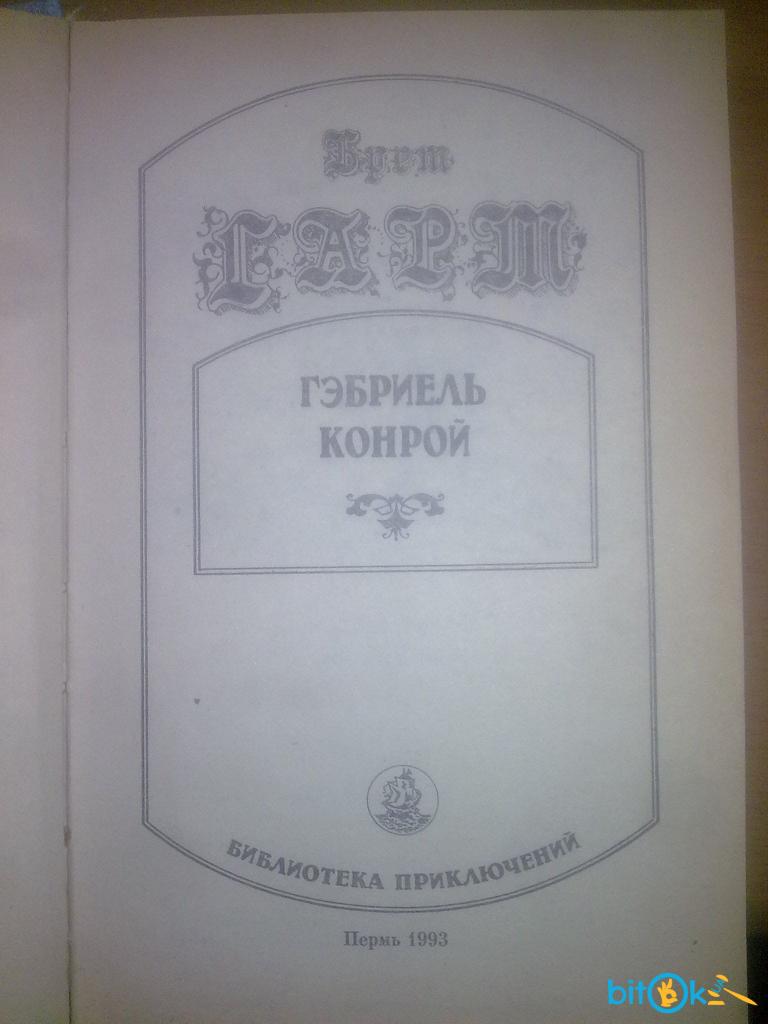 Брет
ГАРТ
ГЭБРИЕЛЬ
КОНРОЙ
БИБЛИОТЕКА ПРИКЛЮЧЕНИЙ
Пермь 1993
bitOk